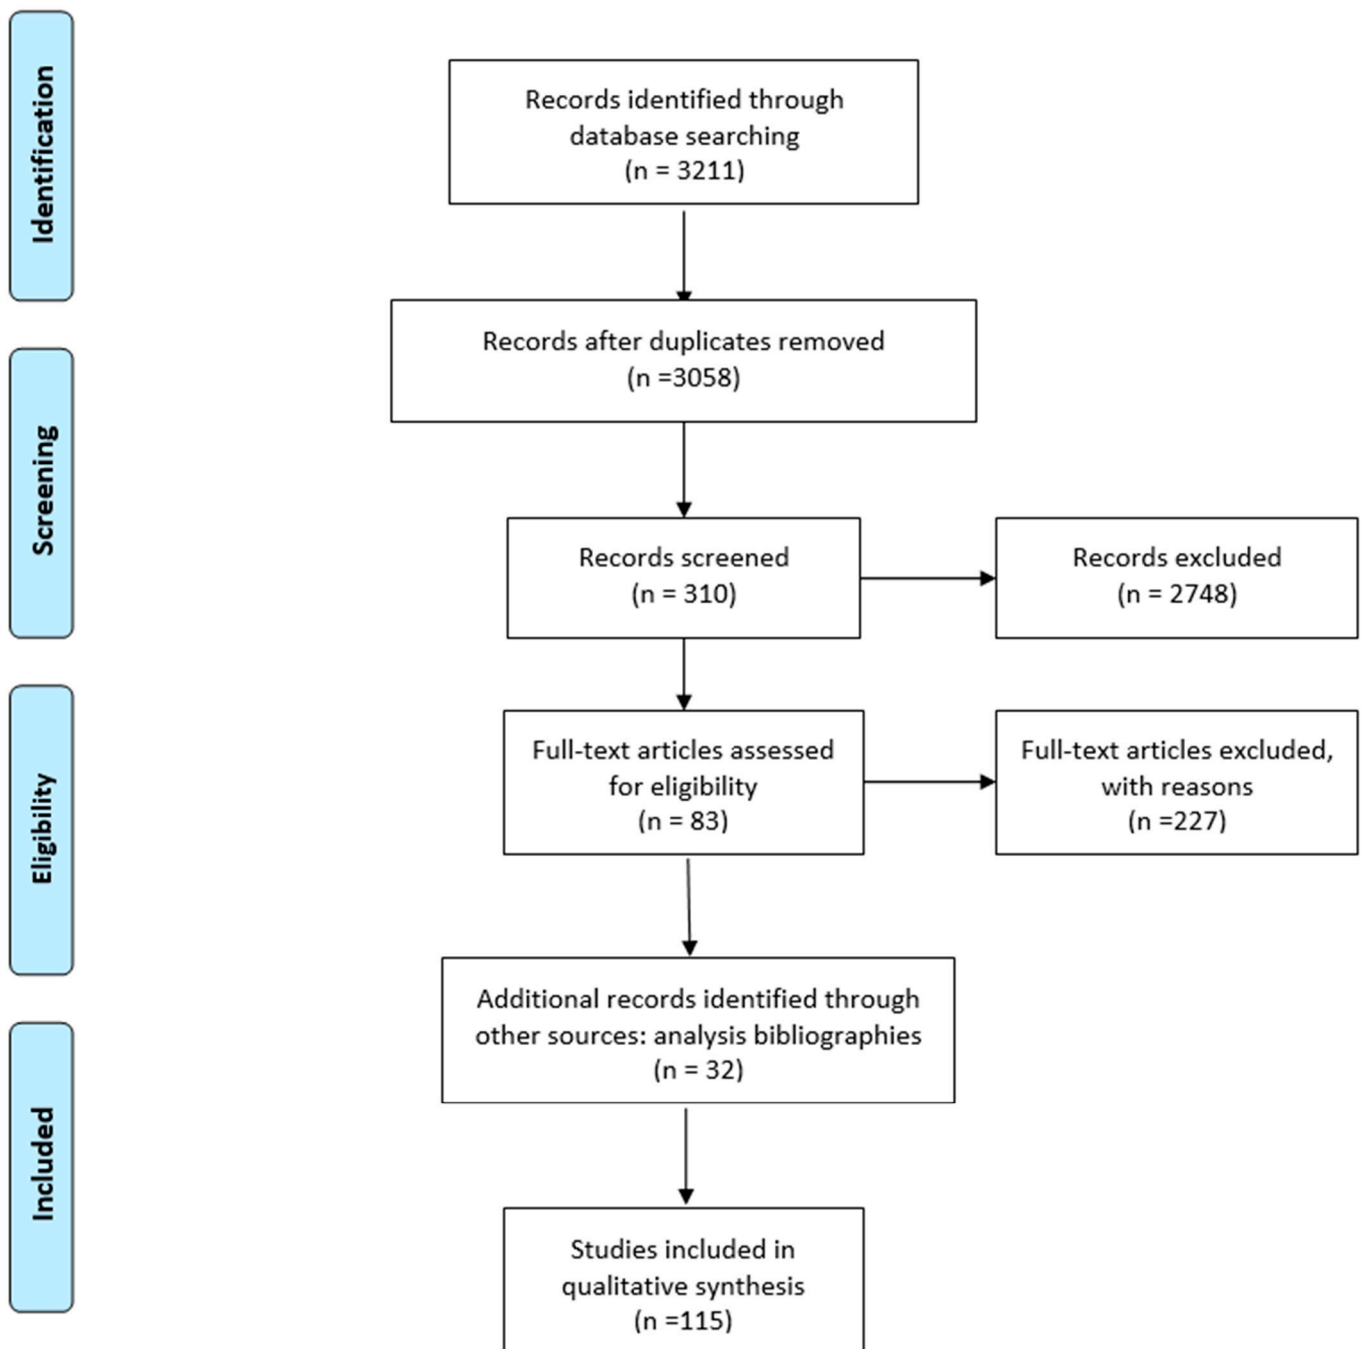 Identification
Records identified through
database searching
(n = 3211)
Records after duplicates removed
(n =3058)
Screening
Records screened
(n = 310)
Records excluded
(n = 2748)
Eligibility
Full-text articles assessed
for eligibility
(n = 83)
Full-text articles excluded,
with reasons
(n =227)
Additional records identified through
other sources: analysis bibliographies
(n = 32)
Included
Studies included in
qualitative synthesis
(n =115)